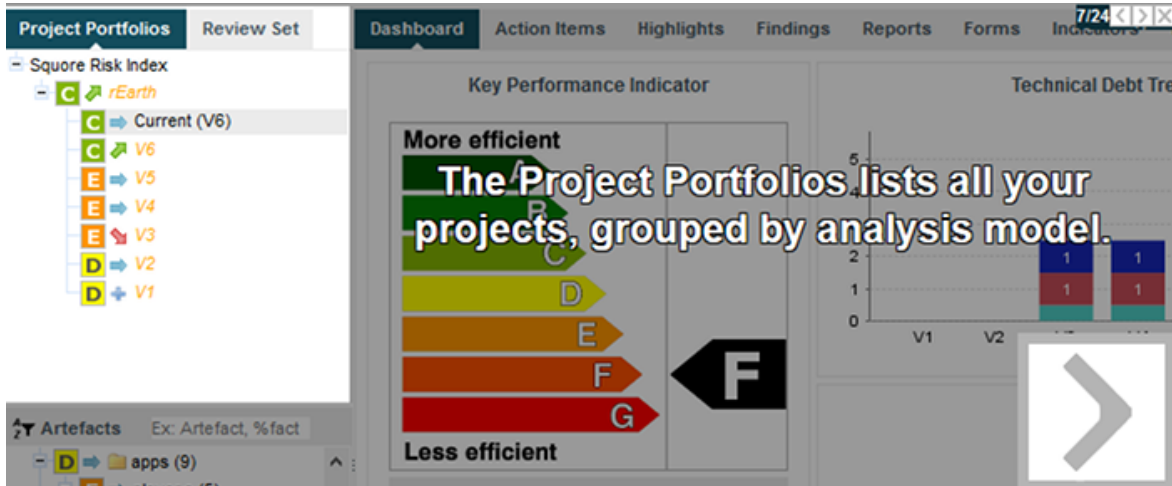 Project Portfolios Review Set
Dashboard Action Items Highlights Findings Reports Forms Indicators
7/24
Squore Risk Index
C rEarth
C Current (V6)
C V6
E V5
E V4
E V3
D V2
D V1
Key Performance Indicator
Technical Debt Tre
More efficient
A
B
C
D
E
F
G
F
Less efficient
The Project Portfolios lists all your
projects, grouped by analysis model.
5
2
1
0
1 1
1 1
V1 V2
Artefacts Ex: Artefact, %fact
D apps (9)